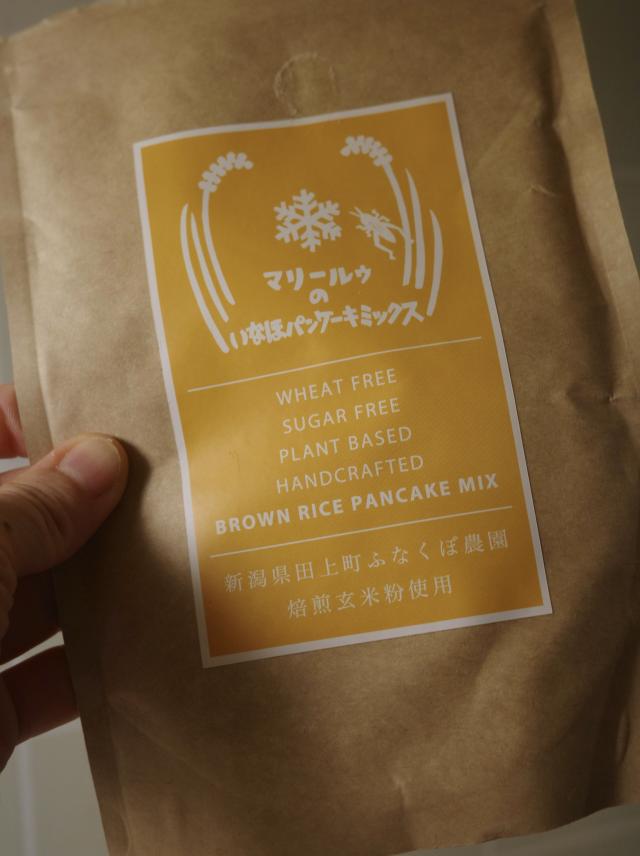 マリールゥ
の
いなほパンケーキミックス
WHEAT FREE
SUGAR FREE
PLANT BASED
HANDCRAFTED
BROWN RICE PANCAKE MIX
新潟県田上町ふなくぼ農園
焙煎玄米粉使用